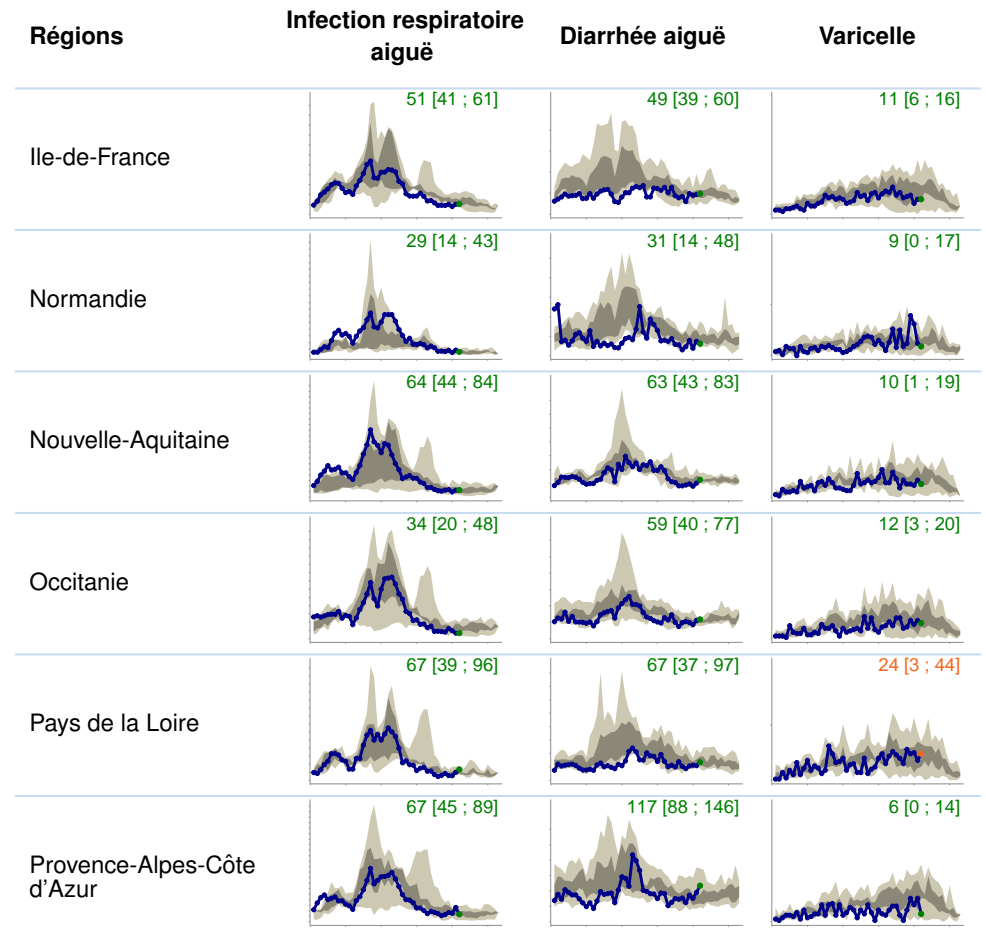 Régions
Infection respiratoire
aiguë
Diarrhée aiguë
Varicelle
Ile-de-France
51 [41 ; 61]
49 [39 ; 60]
11 [6 ; 16]
Normandie
29 [14 ; 43]
31 [14 ; 48]
9 [0 ; 17]
Nouvelle-Aquitaine
64 [44 ; 84]
63 [43 ; 83]
10 [1 ; 19]
Occitanie
34 [20 ; 48]
59 [40 ; 77]
12 [3 ; 20]
Pays de la Loire
67 [39 ; 96]
67 [37 ; 97]
24 [3 ; 44]
Provence-Alpes-Côte
d'Azur
67 [45 ; 89]
117 [88 ; 146]
6 [0 ; 14]